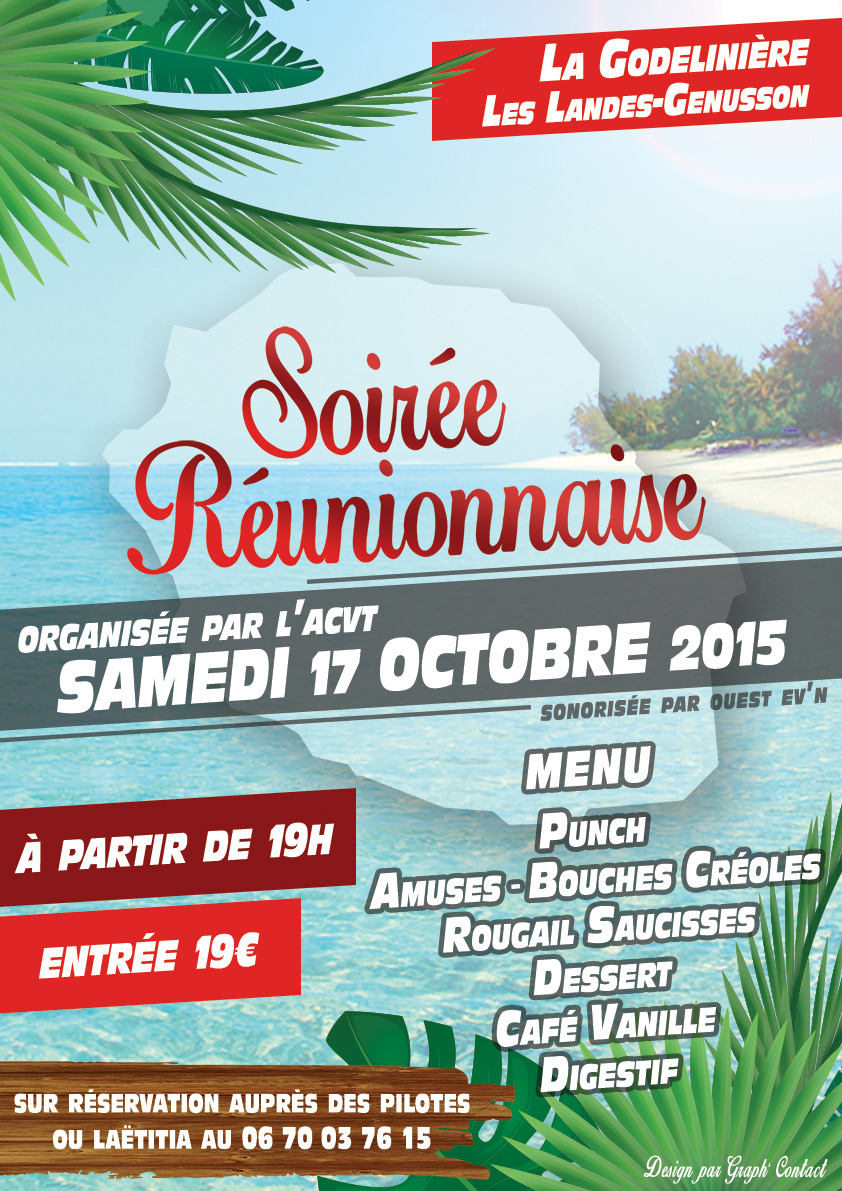 La Godelinière
Les Landes-Genusson
Soirée
Réunionnaise
ORGANISÉE PAR L'ACVT
SAMEDI 17 OCTOBRE 2015
SONORISÉE PAR OUEST EV'N
MENU
Punch
Amuses - Bouches Créoles
Rougail Saucisses
Dessert
Café Vanille
Digestif
À PARTIR DE 19H
ENTRÉE 19€
SUR RÉSERVATION AUPRÈS DES PILOTES
OU LAËTITIA AU 06 70 03 76 15
Design par Graph' Contact